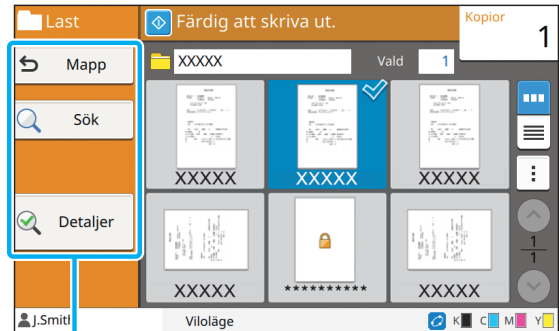 Last
Färdig att skriva ut.
Kopior
1
Mapp
XXXXX
Vald
1
Sök
XXXXX
XXXXX
XXXXX
Detaljer
1
1
XXXXX
**********
XXXXX
Viloläge
K C M Y